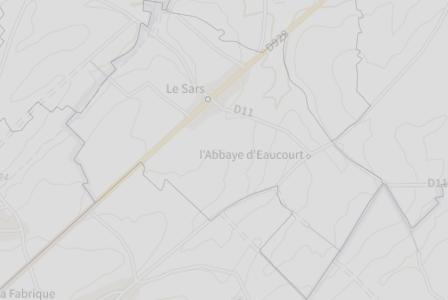 D929
Le Sars
D11
l'Abbaye d'Eaucourt
D11
a Fabrique